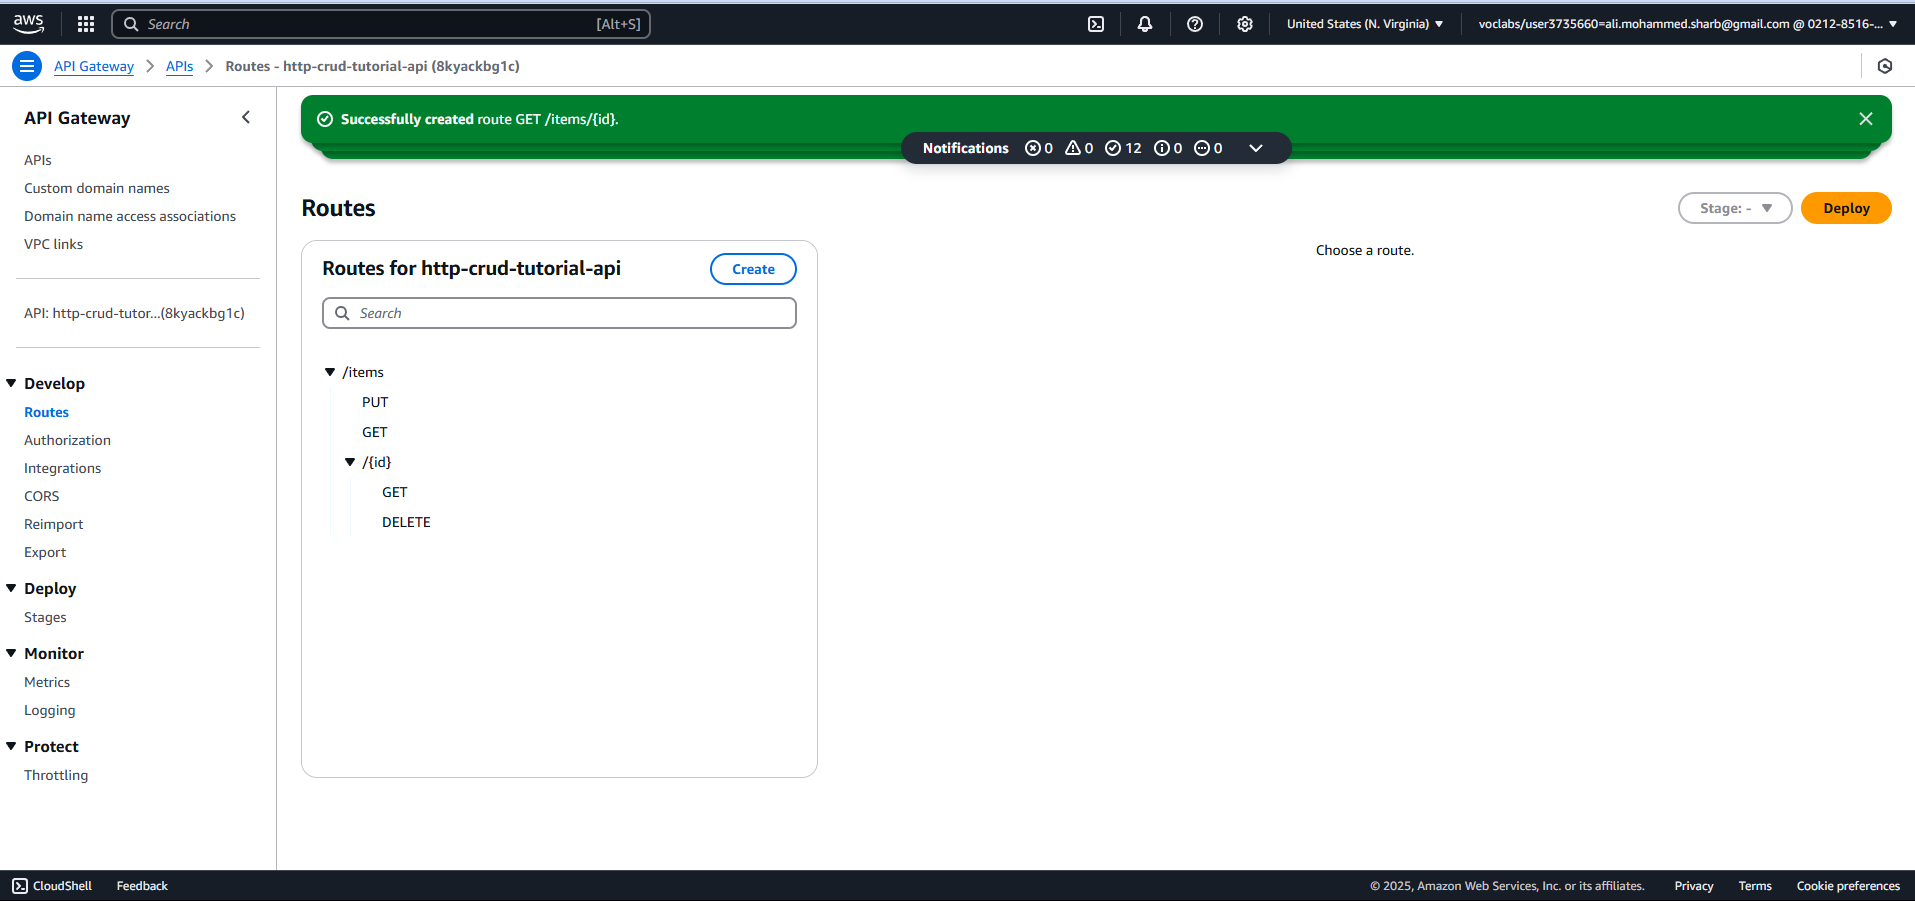 aws
Search [Alt+S]
United States (N. Virginia)
voclabs/user3735660=ali.mohammed.sharb@gmail.com @ 0212-8516-...
API Gateway
APIs
Routes - http-crud-tutorial-api (8kyackbg1c)
API Gateway
APIs
Custom domain names
Domain name access associations
VPC links
API: http-crud-tutor...(8kyackbg1c)
Develop
Routes
Authorization
Integrations
CORS
Reimport
Export
Deploy
Stages
Monitor
Metrics
Logging
Protect
Throttling
Successfully created route GET /items/{id}.
Notifications 0 0 12 0 0
Routes
Stage: -
Deploy
Routes for http-crud-tutorial-api
Create
Search
/items
PUT
GET
/{id}
GET
DELETE
Choose a route.
CloudShell
Feedback
© 2025, Amazon Web Services, Inc. or its affiliates.
Privacy
Terms
Cookie preferences